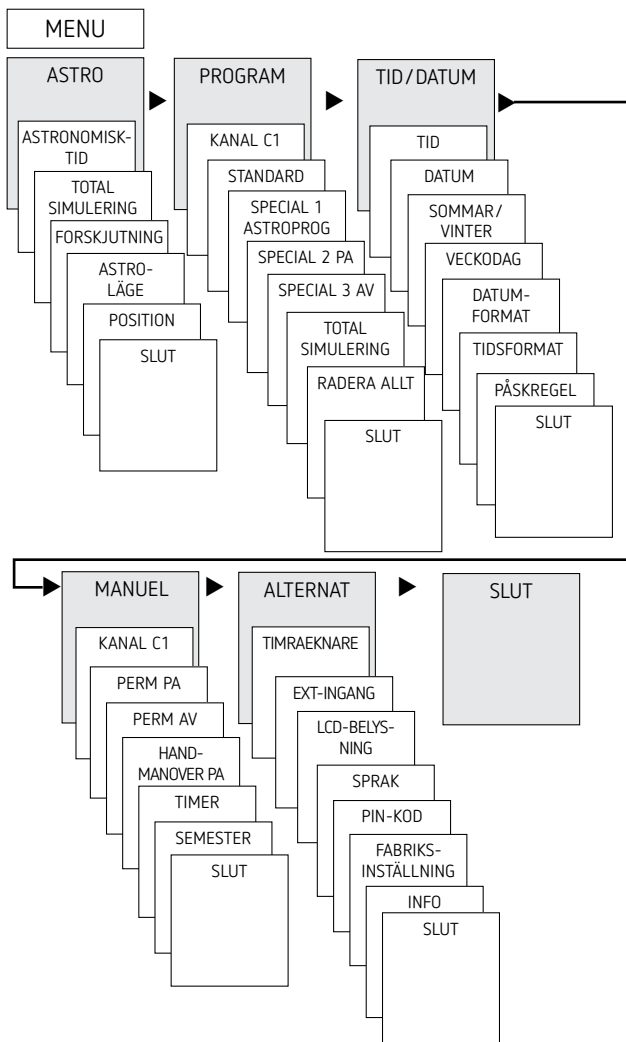 MENU
ASTRO
ASTRONOMISK-
TID
TOTAL
SIMULERING
FORSKJUTNING
ASTRO-
LÄGE
POSITION
SLUT
PROGRAM
KANAL C1
STANDARD
SPECIAL 1
ASTROPROG
SPECIAL 2 PA
SPECIAL 3 AV
TOTAL
SIMULERING
RADERA ALLT
SLUT
TID/DATUM
TID
DATUM
SOMMAR/
VINTER
VECKODAG
DATUM-
FORMAT
TIDSFORMAT
PÅSKREGEL
SLUT
MANUEL
KANAL C1
PERM PA
PERM AV
HAND-
MANOVER PA
TIMER
SEMESTER
SLUT
ALTERNAT
TIMRAEKNARE
EXT-INGANG
LCD-BELYS-
NING
SPRAK
PIN-KOD
FABRIKS-
INSTÄLLNING
INFO
SLUT
SLUT